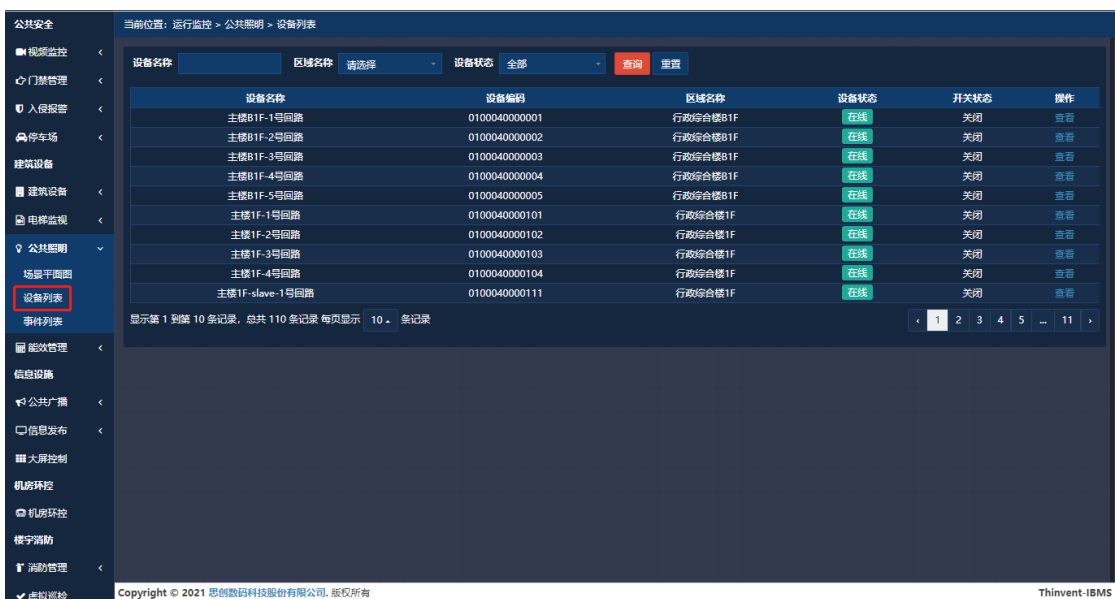 公共安全
视频监控
门禁管理
入侵报警
停车场
建筑设备
建筑设备
电梯监视
公共照明
场景平面图
设备列表
事件列表
能效管理
信息设施
公共广播
信息发布
大屏控制
机房环控
机房环控
楼宇消防
消防管理
虚拟巡检
当前位置：运行监控 > 公共照明 > 设备列表
设备名称 区域名称 请选择 设备状态 全部 查询 重置
设备名称 设备编码 区域名称 设备状态 开关状态 操作
主楼B1F-1号回路 0100040000001 行政综合楼B1F 在线 关闭 查看
主楼B1F-2号回路 0100040000002 行政综合楼B1F 在线 关闭 查看
主楼B1F-3号回路 0100040000003 行政综合楼B1F 在线 关闭 查看
主楼B1F-4号回路 0100040000004 行政综合楼B1F 在线 关闭 查看
主楼B1F-5号回路 0100040000005 行政综合楼B1F 在线 关闭 查看
主楼1F-1号回路 0100040000101 行政综合楼1F 在线 关闭 查看
主楼1F-2号回路 0100040000102 行政综合楼1F 在线 关闭 查看
主楼1F-3号回路 0100040000103 行政综合楼1F 在线 关闭 查看
主楼1F-4号回路 0100040000104 行政综合楼1F 在线 关闭 查看
主楼1F-slave-1号回路 0100040000111 行政综合楼1F 在线 关闭 查看
显示第 1 到第 10 条记录，总共 110 条记录 每页显示 10 条记录 ‹ 1 2 3 4 5 ... 11 ›
Copyright © 2021 思创数码科技股份有限公司. 版权所有 Thinvent-IBMS